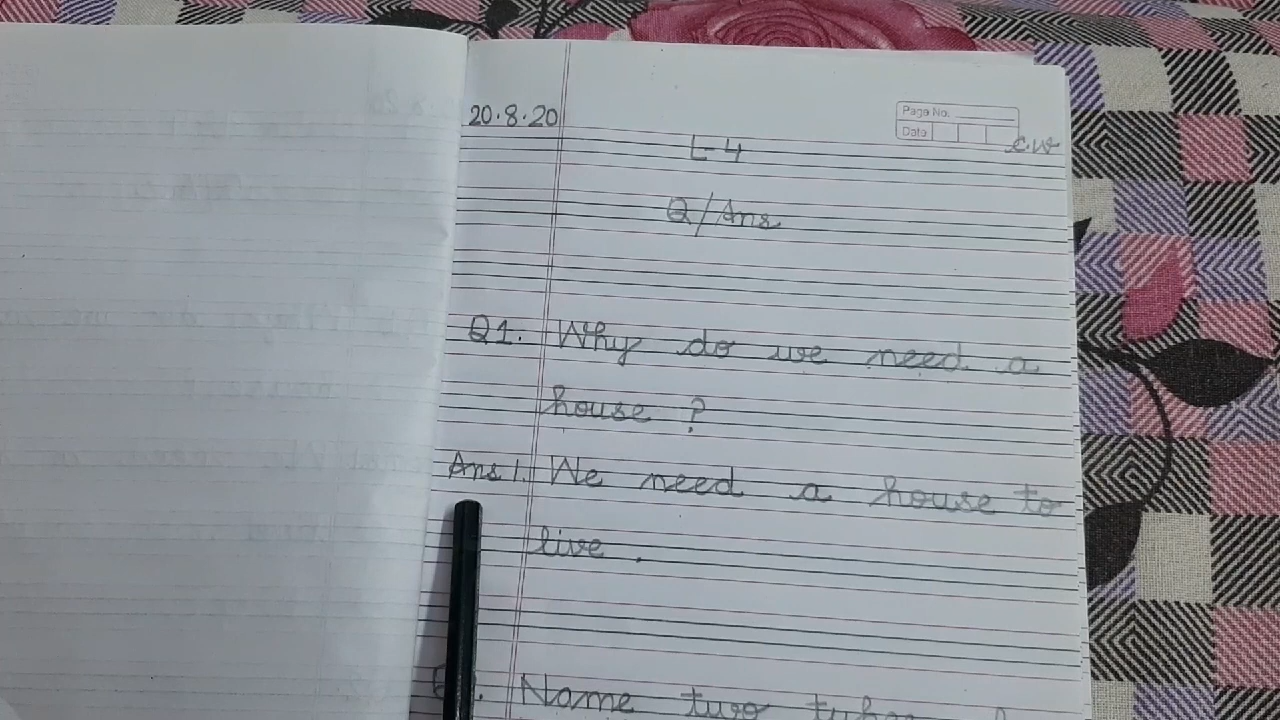 20.8.20
Page No.
Date
C.W
L-4
Q/Ans
Q1. Why do we need a
house ?
Ans 1. We need a house to
live .
Name two